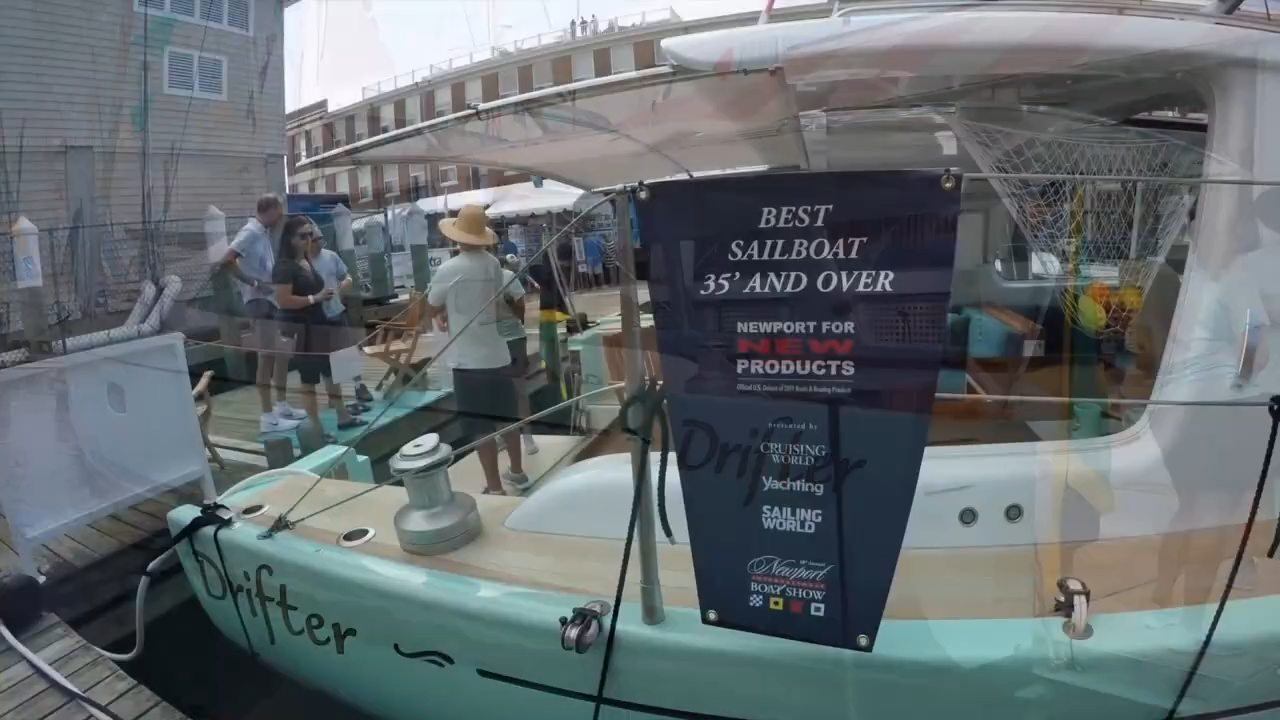 BEST
SAILBOAT
35' AND OVER
NEWPORT FOR
NEW
PRODUCTS
presented by
CRUISING
WORLD
Yachting
SAILING
WORLD
Newport
INTERNATIONAL
BOAT SHOW
Drifter
Drifter